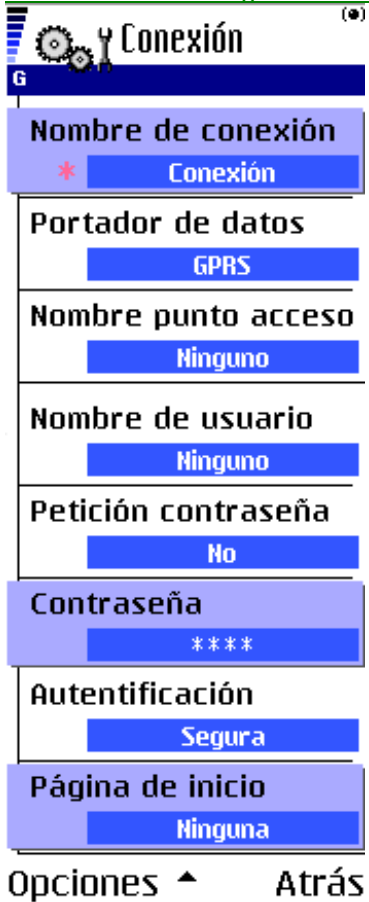 Conexión
G
Nombre de conexión
* Conexión
Portador de datos
GPRS
Nombre punto acceso
Ninguno
Nombre de usuario
Ninguno
Petición contraseña
No
Contraseña
****
Autentificación
Segura
Página de inicio
Ninguna
Opciones Atrás